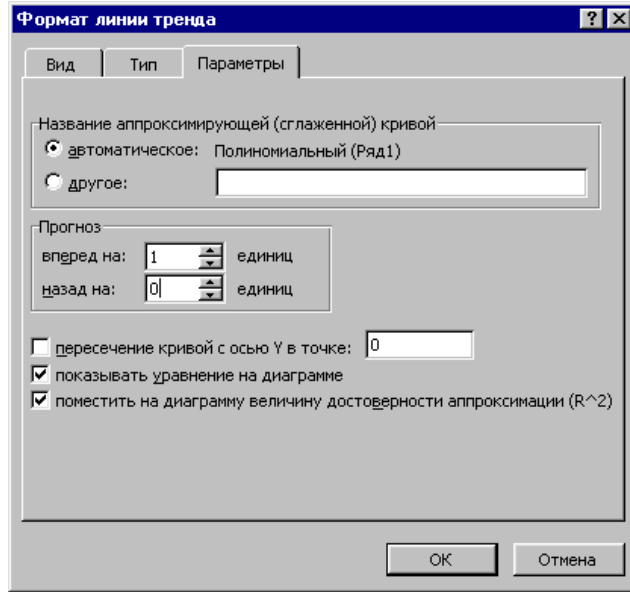 Формат линии тренда
Вид Тип Параметры
Название аппроксимирующей (сглаженной) кривой
автоматическое: Полиномиальный (Ряд1)
другое:
Прогноз
вперед на: 1 единиц
назад на: 0 единиц
пересечение кривой с осью Y в точке: 0
показывать уравнение на диаграмме
поместить на диаграмму величину достоверности аппроксимации (R^2)
OK Отмена